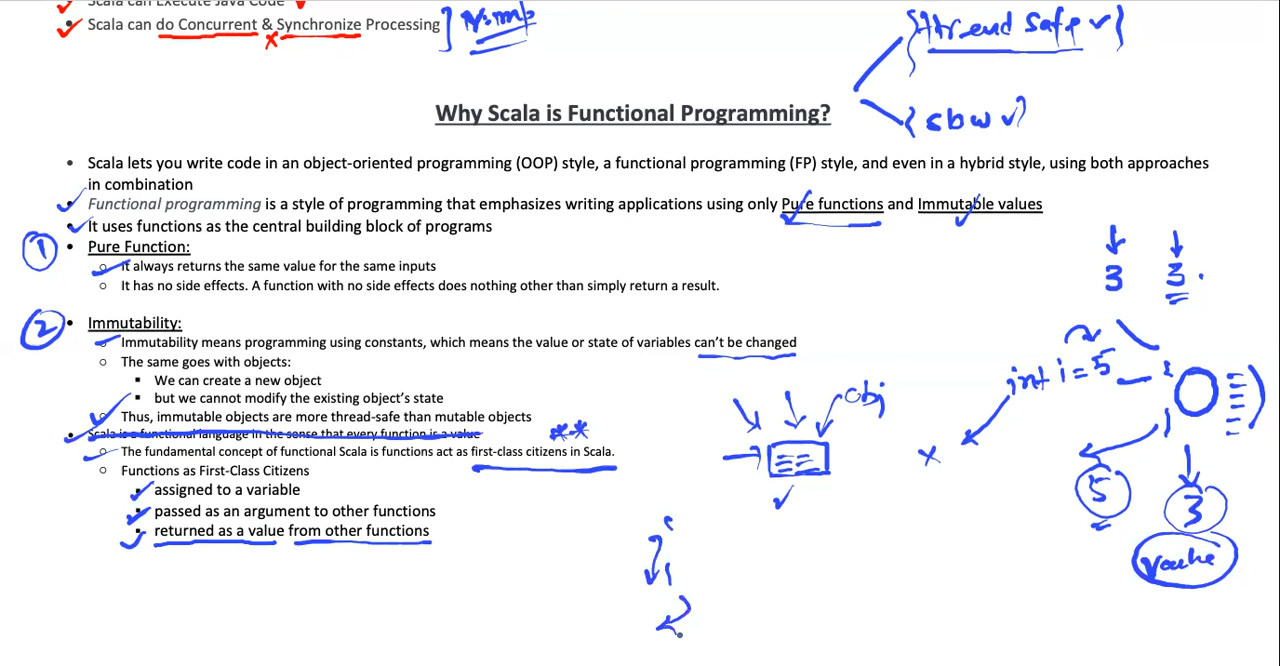 Scala can Execute Java Code
Scala can do Concurrent & Synchronize Processing
V.imp
thread safe
Why Scala is Functional Programming?
Scala lets you write code in an object-oriented programming (OOP) style, a functional programming (FP) style, and even in a hybrid style, using both approaches
in combination
Functional programming is a style of programming that emphasizes writing applications using only Pure functions and Immutable values
It uses functions as the central building block of programs
1
Pure Function:
It always returns the same value for the same inputs
It has no side effects. A function with no side effects does nothing other than simply return a result.
3 3
2
Immutability:
Immutability means programming using constants, which means the value or state of variables can't be changed
The same goes with objects:
We can create a new object
but we cannot modify the existing object's state
Thus, immutable objects are more thread-safe than mutable objects
int i = 5
obj
Scala is a functional language in the sense that every function is a value
The fundamental concept of functional Scala is functions act as first-class citizens in Scala.
**
Functions as First-Class Citizens
assigned to a variable
passed as an argument to other functions
returned as a value from other functions
5
3